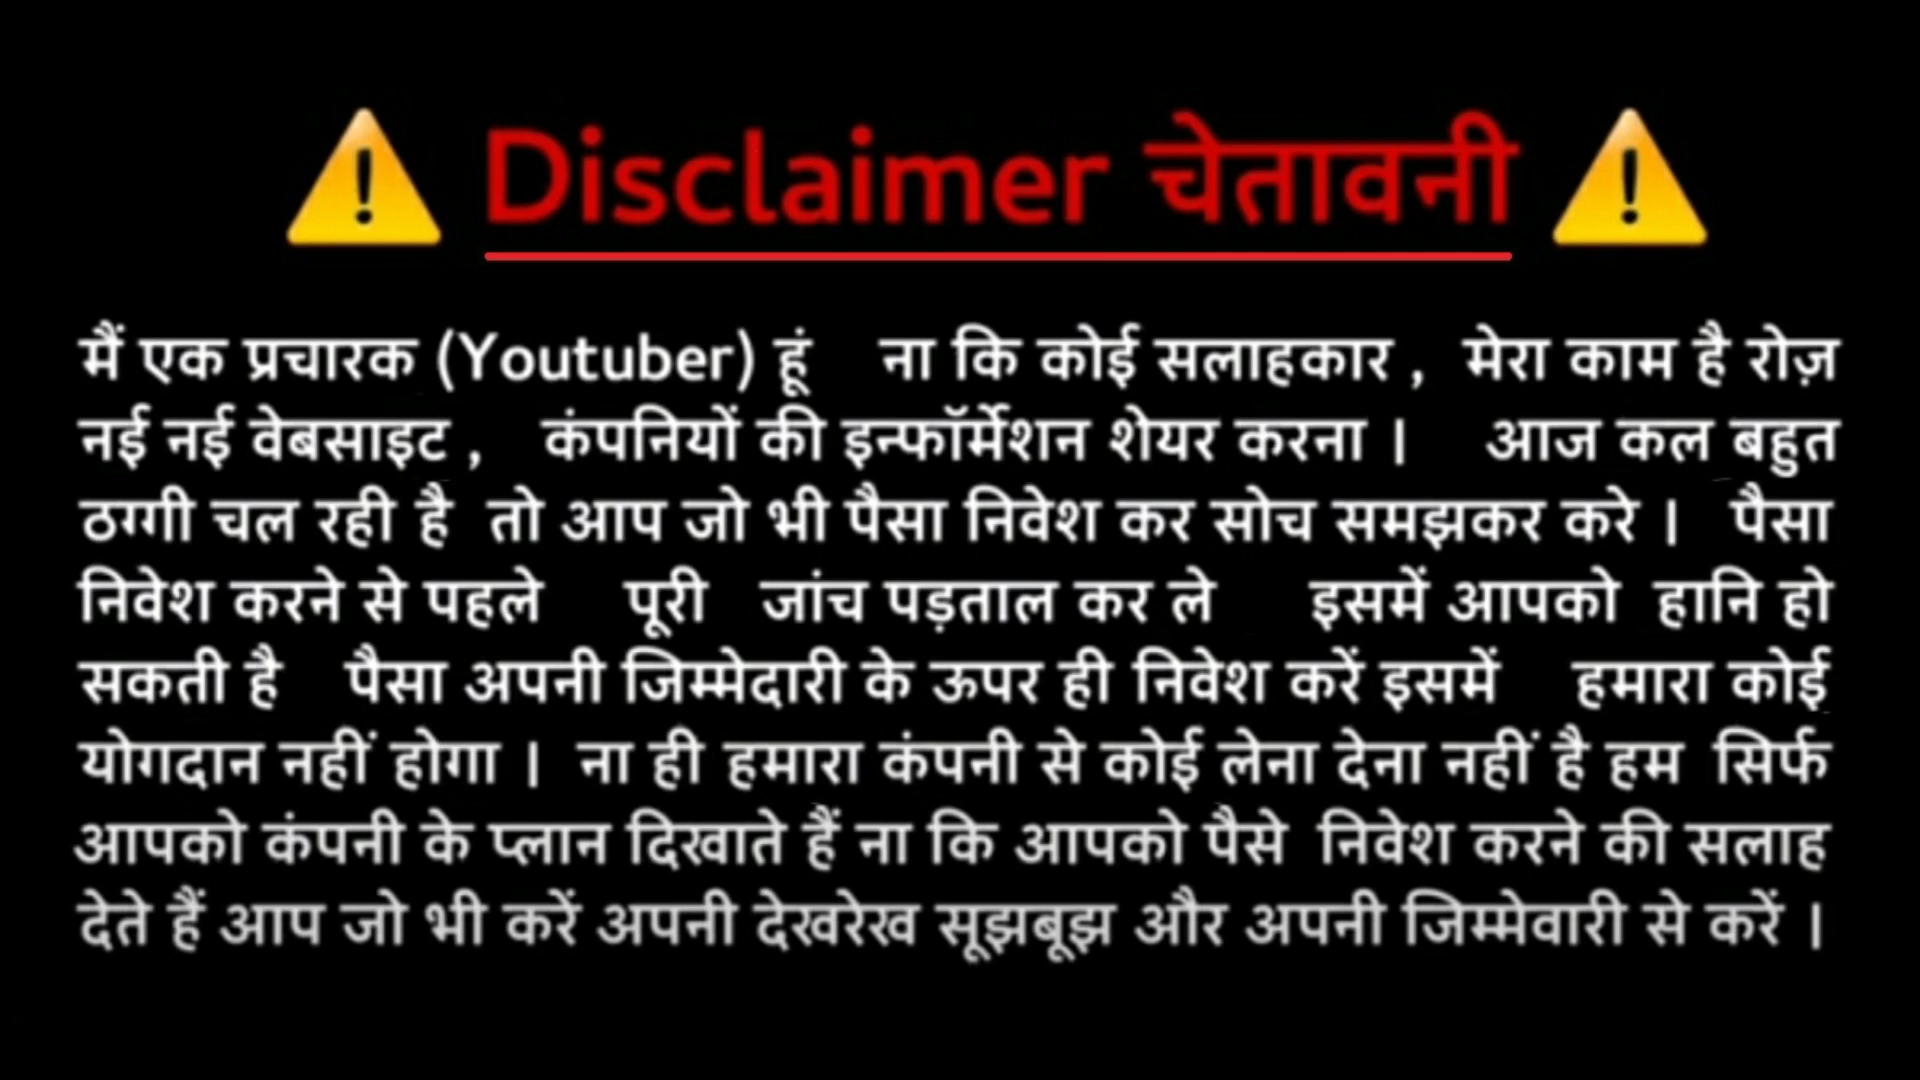 Disclaimer चेतावनी
मैं एक प्रचारक (Youtuber) हूं ना कि कोई सलाहकार , मेरा काम है रोज़
नई नई वेबसाइट , कंपनियों की इन्फॉर्मेशन शेयर करना । आज कल बहुत
ठग्गी चल रही है तो आप जो भी पैसा निवेश कर सोच समझकर करे । पैसा
निवेश करने से पहले पूरी जांच पड़ताल कर ले इसमें आपको हानि हो
सकती है पैसा अपनी जिम्मेदारी के ऊपर ही निवेश करें इसमें हमारा कोई
योगदान नहीं होगा । ना ही हमारा कंपनी से कोई लेना देना नहीं है हम सिर्फ
आपको कंपनी के प्लान दिखाते हैं ना कि आपको पैसे निवेश करने की सलाह
देते हैं आप जो भी करें अपनी देखरेख सूझबूझ और अपनी जिम्मेवारी से करें ।